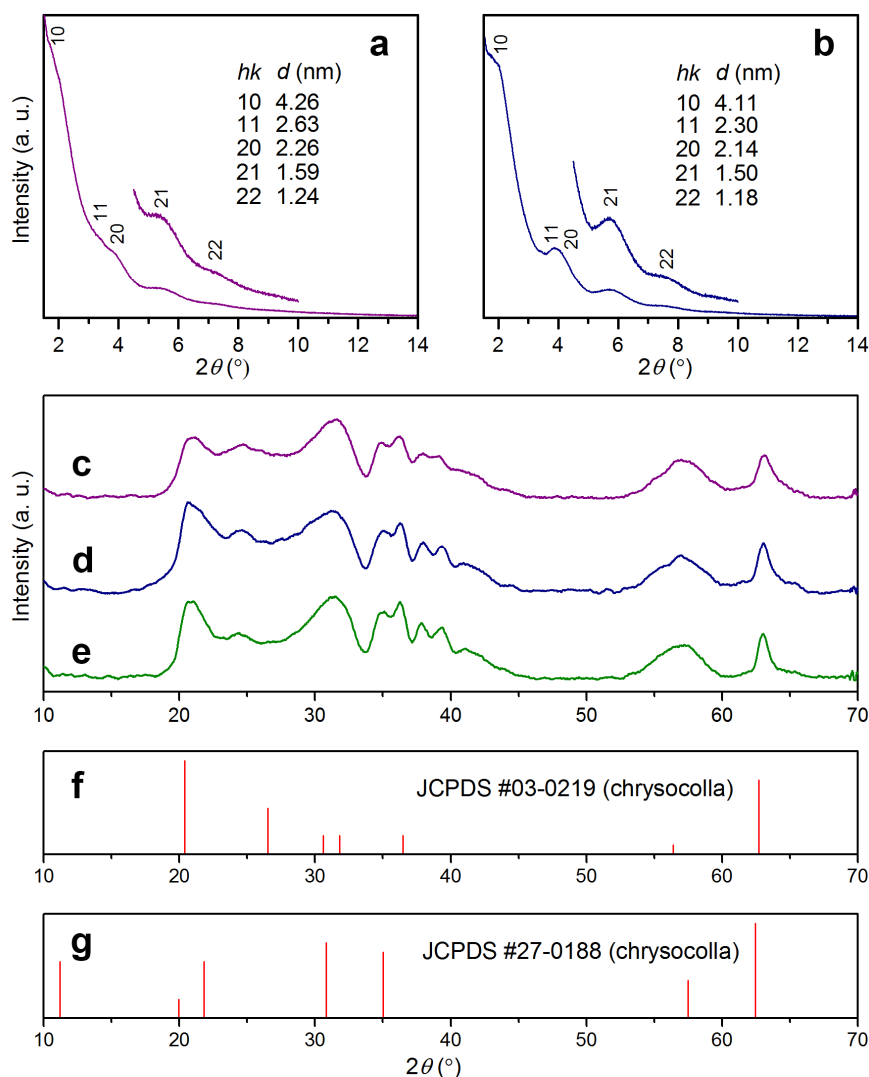 a
Intensity (a. u.)
10
11
20
21
22
hk d (nm)
10 4.26
11 2.63
20 2.26
21 1.59
22 1.24
2 4 6 8 10 12 14
2θ (°)
b
10
11
20
21
22
hk d (nm)
10 4.11
11 2.30
20 2.14
21 1.50
22 1.18
2 4 6 8 10 12 14
2θ (°)
Intensity (a. u.)
c
d
e
10 20 30 40 50 60 70
f
JCPDS #03-0219 (chrysocolla)
10 20 30 40 50 60 70
g
JCPDS #27-0188 (chrysocolla)
10 20 30 40 50 60 70
2θ (°)